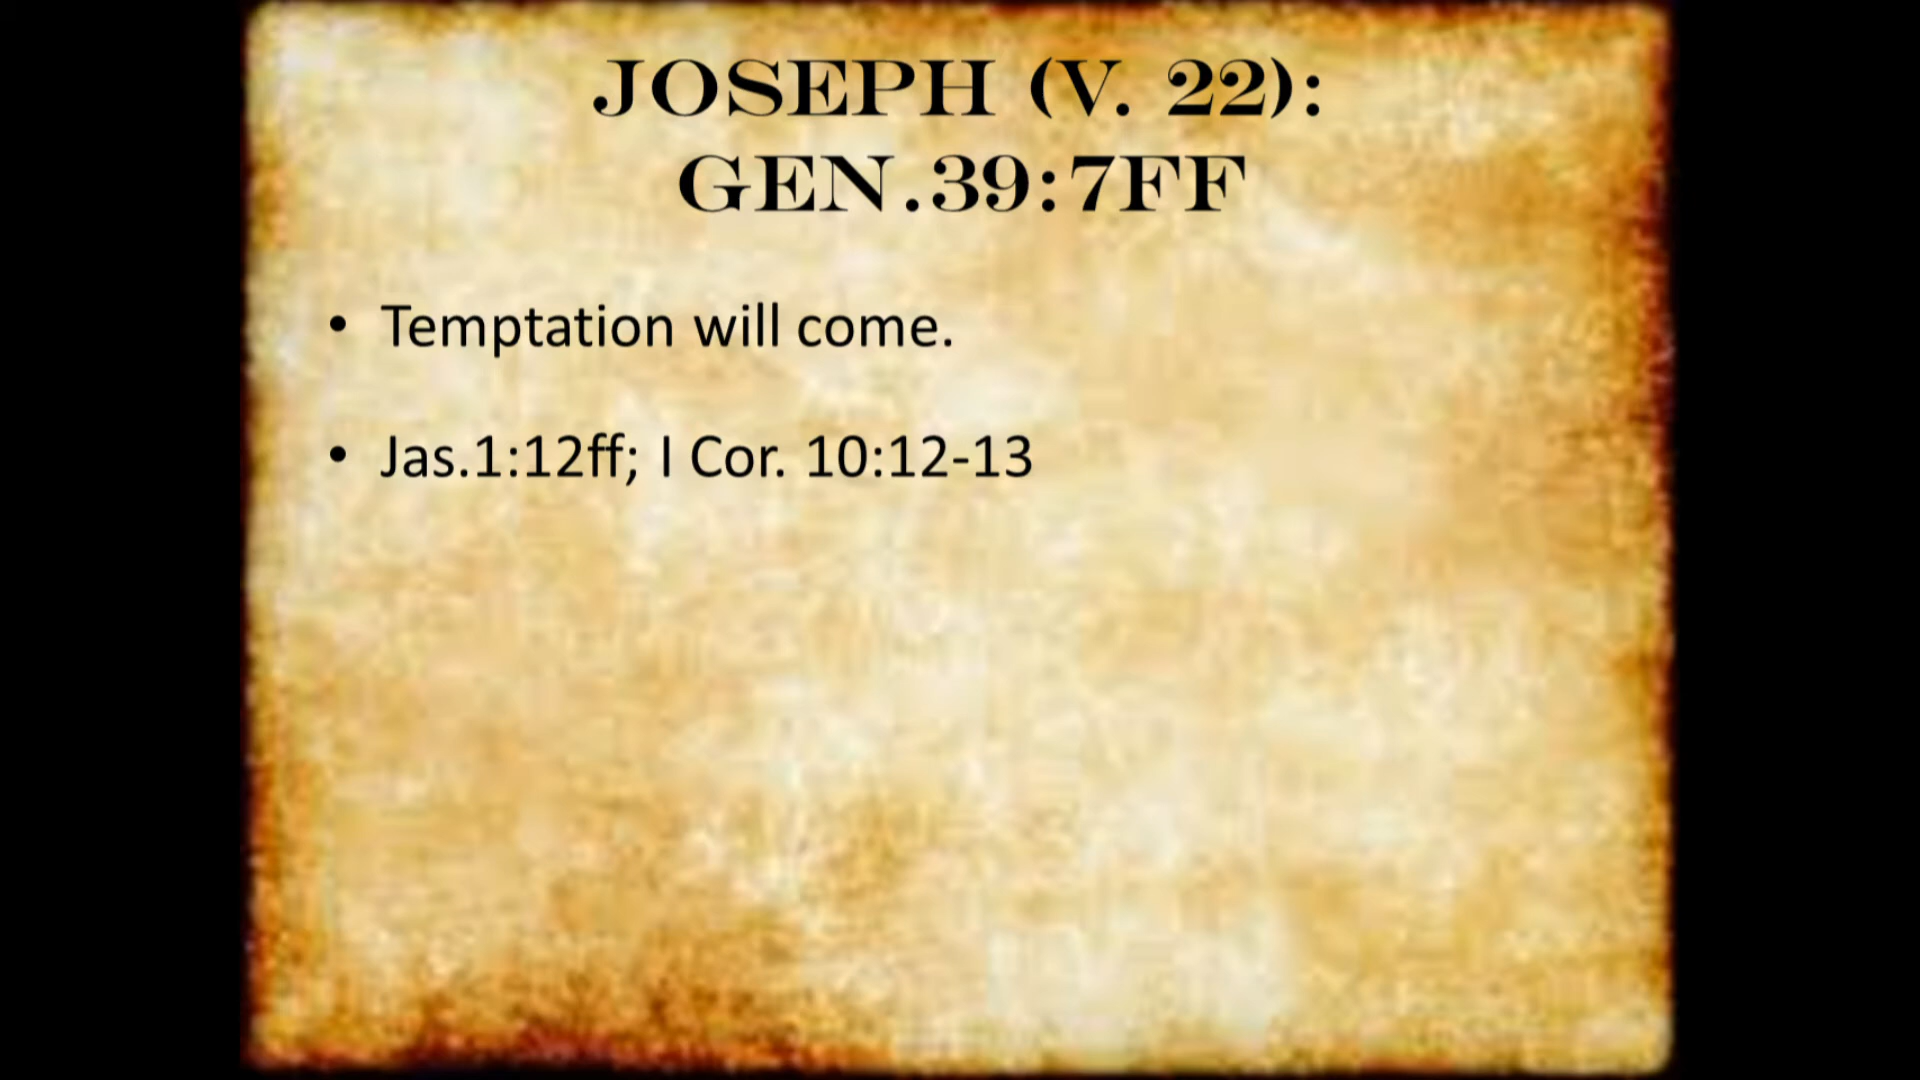 JOSEPH (V. 22):
GEN.39:7FF
• Temptation will come.
• Jas.1:12ff; I Cor. 10:12-13